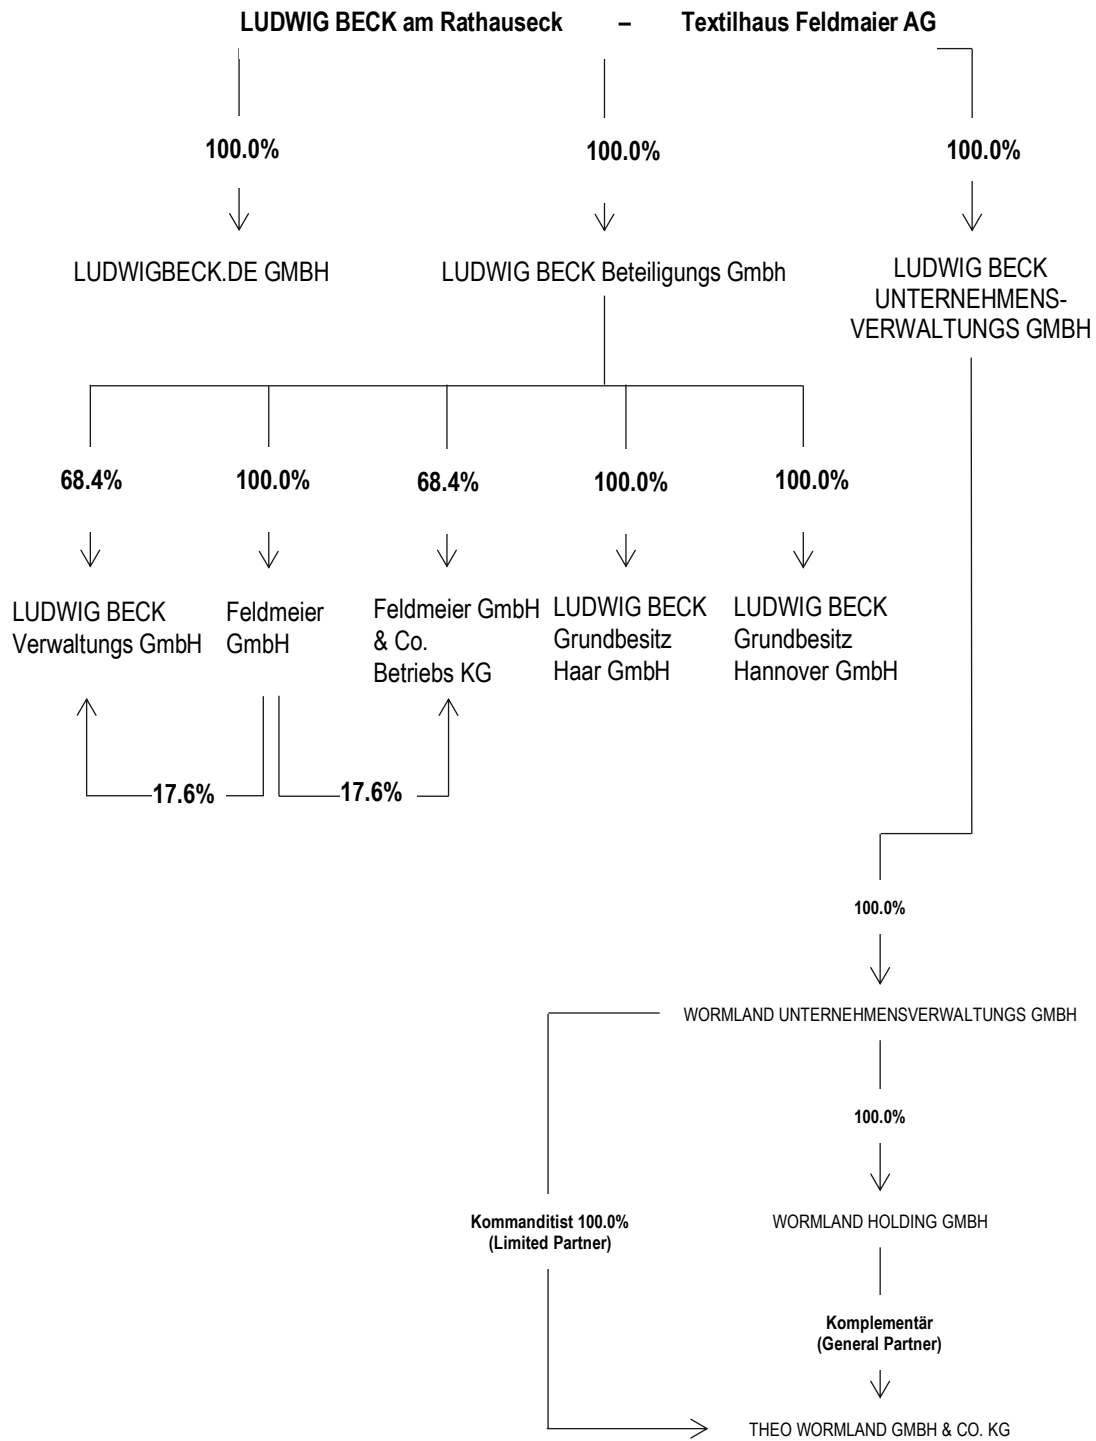 LUDWIG BECK am Rathauseck – Textilhaus Feldmaier AG
100.0% 100.0% 100.0%
LUDWIGBECK.DE GMBH
LUDWIG BECK Beteiligungs Gmbh
LUDWIG BECK
UNTERNEHMENS-
VERWALTUNGS GMBH
68.4% 100.0% 68.4% 100.0% 100.0%
LUDWIG BECK
Verwaltungs GmbH
Feldmeier
GmbH
Feldmeier GmbH
& Co.
Betriebs KG
LUDWIG BECK
Grundbesitz
Haar GmbH
LUDWIG BECK
Grundbesitz
Hannover GmbH
17.6% 17.6%
100.0%
WORMLAND UNTERNEHMENSVERWALTUNGS GMBH
100.0%
Kommanditist 100.0%
(Limited Partner)
WORMLAND HOLDING GMBH
Komplementär
(General Partner)
THEO WORMLAND GMBH & CO. KG